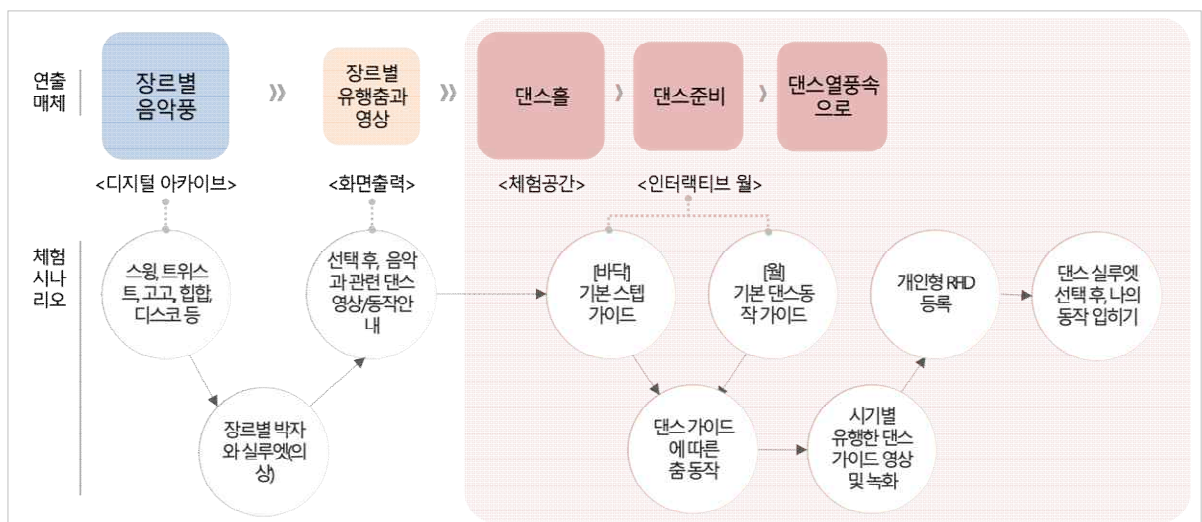 연출
매체
장르별
음악풍
장르별
유행춤과
영상
댄스홀
댄스준비
댄스열풍속
으로
<디지털 아카이브>
<화면출력>
<체험공간>
<인터랙티브 월>
체험
시나
리오
스윙, 트위스
트, 고고, 힙합,
디스코 등
선택 후, 음악
과 관련 댄스
영상/동작안
내
[바닥]
기본 스텝
가이드
[월]
기본 댄스동
작 가이드
개인형 RFID
등록
댄스 실루엣
선택 후, 나의
동작 입히기
장르별 박자
와 실루엣(의
상)
댄스 가이드
에 따른
춤 동작
시기별
유행한 댄스
가이드 영상
및 녹화